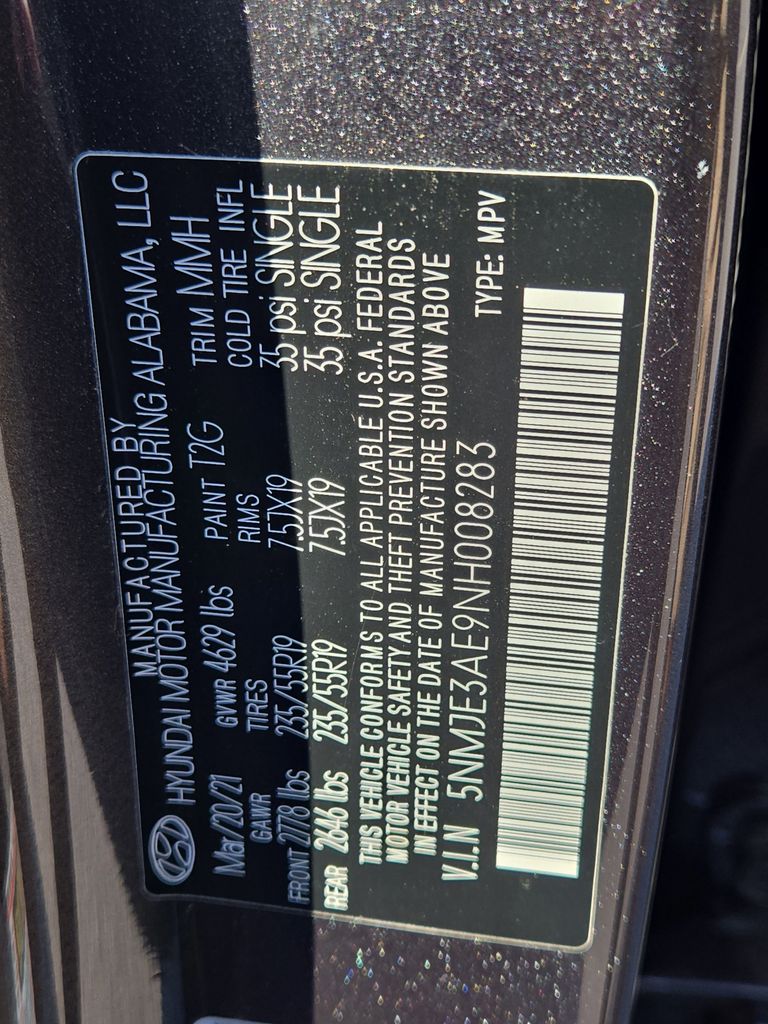 MANUFACTURED BY
HYUNDAI MOTOR MANUFACTURING ALABAMA, LLC
Mar/20/21 GVWR 4629 lbs PAINT T2G TRIM MMH
GAWR TIRES RIMS COLD TIRE INFL
FRONT 2778 lbs 235/55R19 7.5JX19 35 psi SINGLE
REAR 2646 lbs 235/55R19 7.5JX19 35 psi SINGLE
THIS VEHICLE CONFORMS TO ALL APPLICABLE U.S.A. FEDERAL
MOTOR VEHICLE SAFETY AND THEFT PREVENTION STANDARDS
IN EFFECT ON THE DATE OF MANUFACTURE SHOWN ABOVE
V.I.N 5NMJE3AE9NH008283 TYPE: MPV